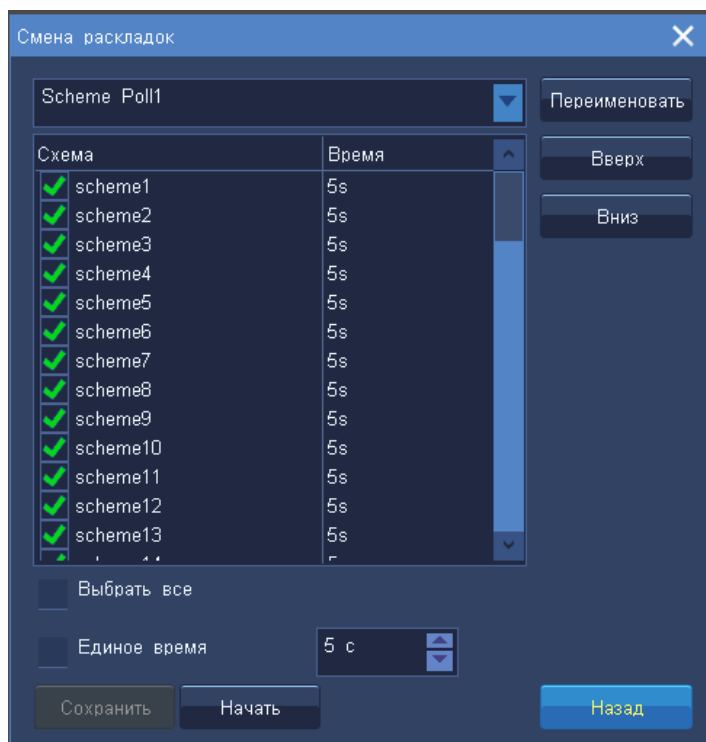 Смена раскладок
Scheme Poll1
Переименовать
Схема Время
Вверх
scheme1 5s
scheme2 5s
Вниз
scheme3 5s
scheme4 5s
scheme5 5s
scheme6 5s
scheme7 5s
scheme8 5s
scheme9 5s
scheme10 5s
scheme11 5s
scheme12 5s
scheme13 5s
Выбрать все
Единое время 5 с
Сохранить Начать Назад